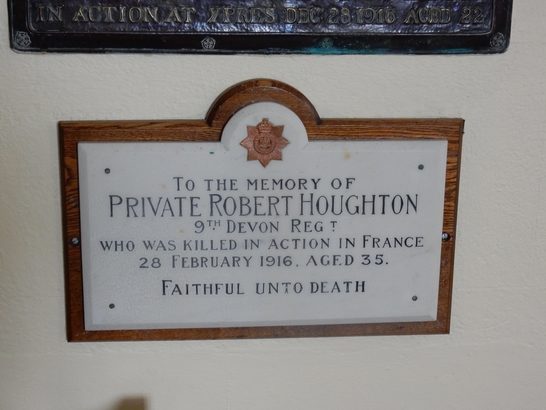 IN ACTION AT YPRES DEC 28 1916 AGED 22
TO THE MEMORY OF
PRIVATE ROBERT HOUGHTON
9TH DEVON REGT
WHO WAS KILLED IN ACTION IN FRANCE
28 FEBRUARY 1916. AGED 35.
FAITHFUL UNTO DEATH